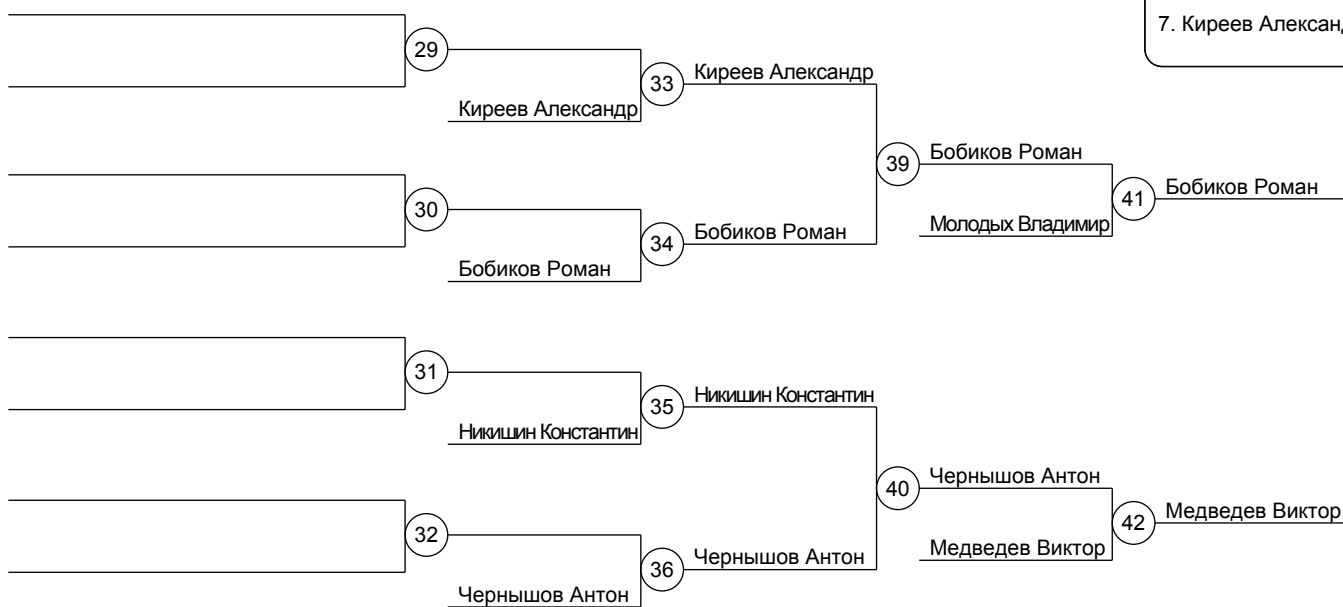 7. Киреев Александ
29
33
Киреев Александр
Киреев Александр
39
Бобиков Роман
41
Бобиков Роман
Молодых Владимир
30
34
Бобиков Роман
Бобиков Роман
31
35
Никишин Константин
Никишин Константин
40
Чернышов Антон
42
Медведев Виктор
Медведев Виктор
32
36
Чернышов Антон
Чернышов Антон